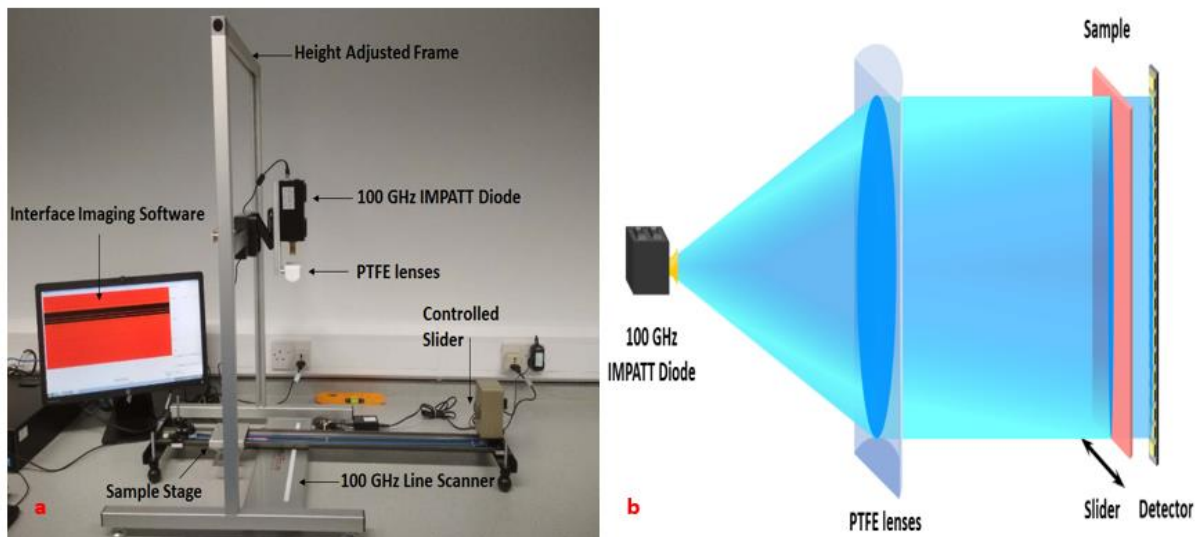 Height Adjusted Frame
100 GHz IMPATT Diode
Interface Imaging Software
PTFE lenses
Controlled
Slider
Sample Stage
100 GHz Line Scanner
a
Sample
100 GHz
IMPATT Diode
PTFE lenses
Slider
Detector
b